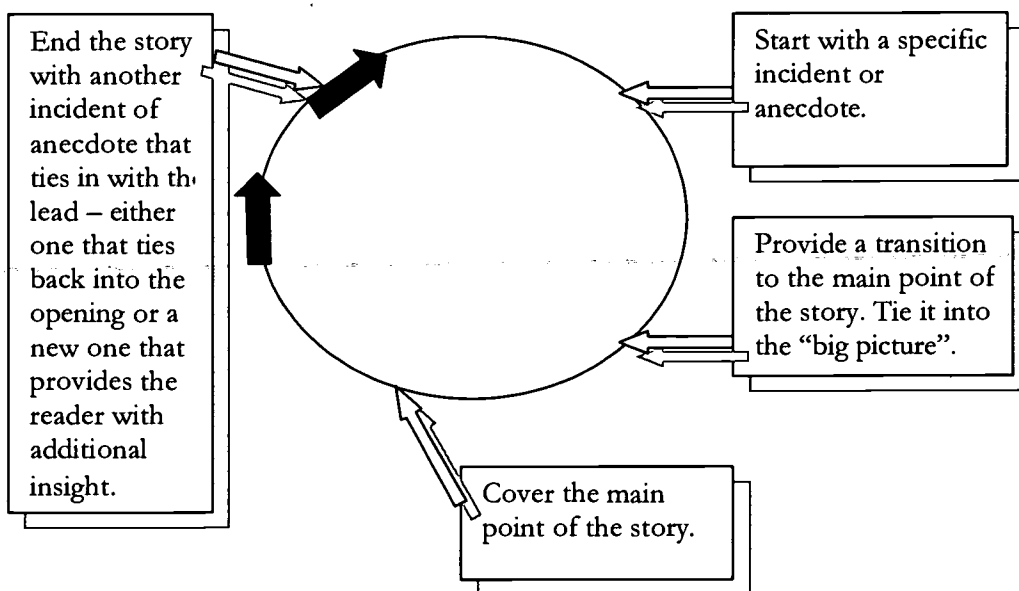 Start with a specific
incident or
anecdote.
Provide a transition
to the main point of
the story. Tie it into
the “big picture”.
Cover the main
point of the story.
End the story
with another
incident of
anecdote that
ties in with the
lead – either
one that ties
back into the
opening or a
new one that
provides the
reader with
additional
insight.